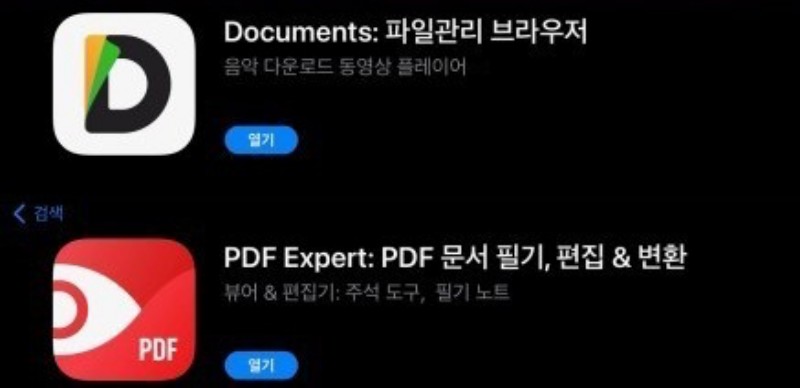 Documents: 파일관리 브라우저
음악 다운로드 동영상 플레이어
열기
검색
PDF Expert: PDF 문서 필기, 편집 & 변환
뷰어 & 편집기: 주석 도구, 필기 노트
PDF
열기